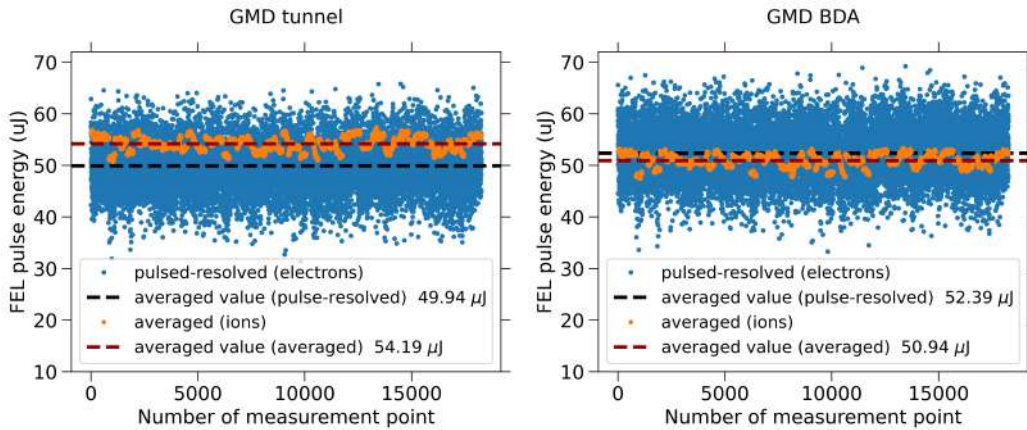 GMD tunnel
FEL pulse energy (uJ)
70
60
50
40
30
20
10
pulsed-resolved (electrons)
averaged value (pulse-resolved) 49.94 μJ
averaged (ions)
averaged value (averaged) 54.19 μJ
0 5000 10000 15000
Number of measurement point
GMD BDA
FEL pulse energy (uJ)
70
60
50
40
30
20
10
pulsed-resolved (electrons)
averaged value (pulse-resolved) 52.39 μJ
averaged (ions)
averaged value (averaged) 50.94 μJ
0 5000 10000 15000
Number of measurement point